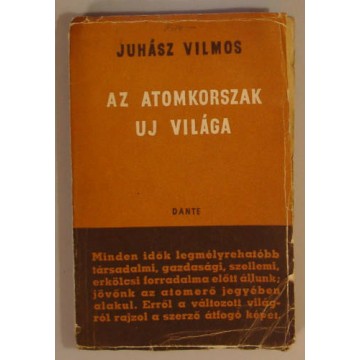 JUHÁSZ VILMOS
AZ ATOMKORSZAK
UJ VILÁGA
DANTE
Minden idők legmélyrehatóbb
társadalmi, gazdasági, szellemi,
erkölcsi forradalma előtt állunk;
jövőnk az atomerő jegyében
alakul. Erről a változott világ-
ról rajzol a szerző átfogó képet.